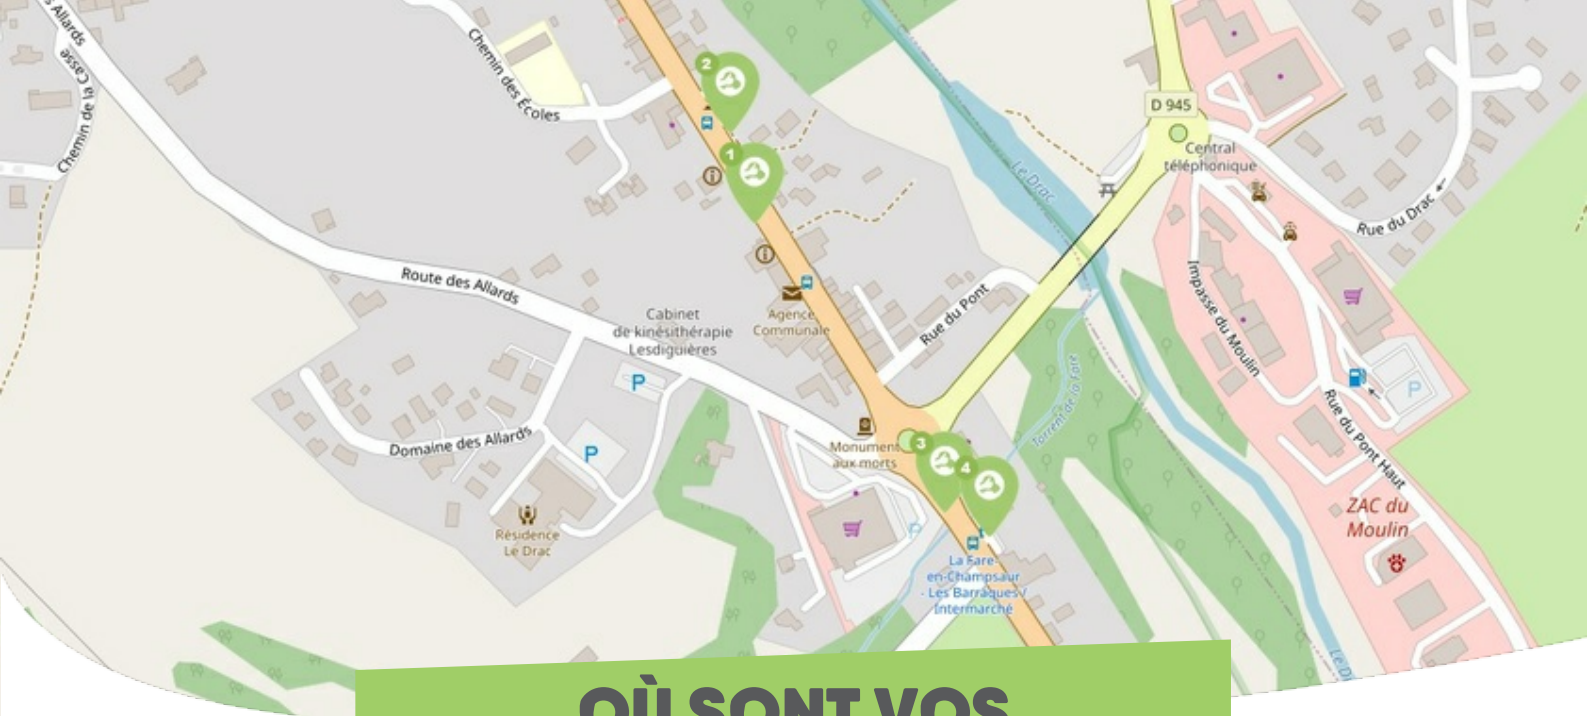 s Allards
Chemin de la Casse
Chemin des Écoles
2
1
D 945
Central
téléphonique
Le Drac
Rue du Drac
Route des Allards
Cabinet
de kinésithérapie
Lesdiguières
Agence
Communale
Rue du Pont
Impasse du Moulin
P
P
P
P
Domaine des Allards
Monument
aux morts
3
4
Torrent de la Fare
Rue du Pont Haut
ZAC du
Moulin
Résidence
Le Drac
La Fare-
en-Champsaur
- Les Barraques /
Intermarché
Le D
OÙ SONT VOS